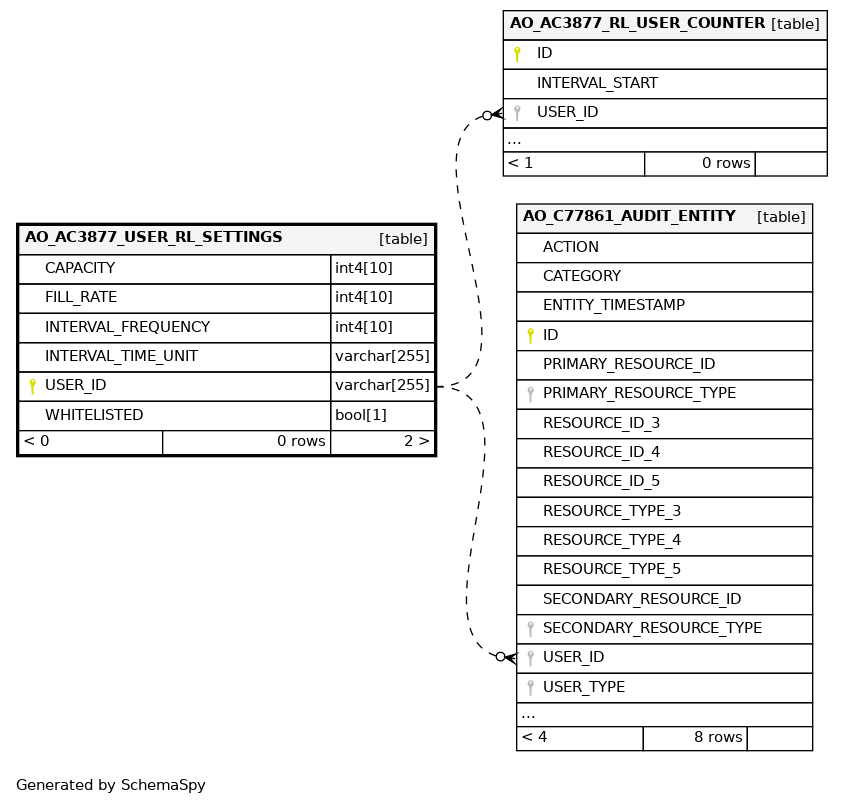 AO_AC3877_RL_USER_COUNTER [table]
ID
INTERVAL_START
USER_ID
...
< 1 0 rows
AO_AC3877_USER_RL_SETTINGS [table]
CAPACITY int4[10]
FILL_RATE int4[10]
INTERVAL_FREQUENCY int4[10]
INTERVAL_TIME_UNIT varchar[255]
USER_ID varchar[255]
WHITELISTED bool[1]
< 0 0 rows 2 >
AO_C77861_AUDIT_ENTITY [table]
ACTION
CATEGORY
ENTITY_TIMESTAMP
ID
PRIMARY_RESOURCE_ID
PRIMARY_RESOURCE_TYPE
RESOURCE_ID_3
RESOURCE_ID_4
RESOURCE_ID_5
RESOURCE_TYPE_3
RESOURCE_TYPE_4
RESOURCE_TYPE_5
SECONDARY_RESOURCE_ID
SECONDARY_RESOURCE_TYPE
USER_ID
USER_TYPE
...
< 4 8 rows
Generated by SchemaSpy